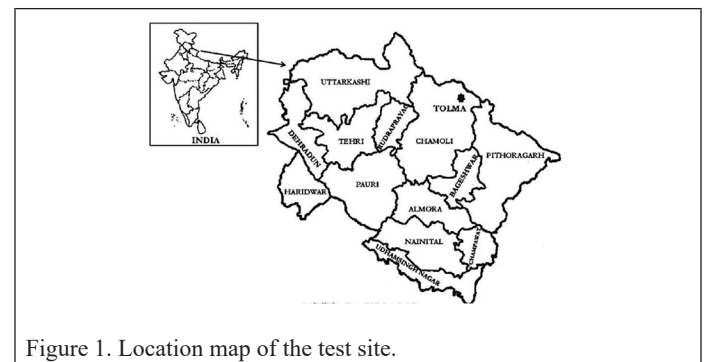 UTTARKASHI
TOLMA
INDIA
DEHRADUN
TEHRI
RUDRAPRAYAG
CHAMOLI
PITHORAGARH
HARIDWAR
PAURI
BAGESHWAR
ALMORA
NAINITAL
CHAMPAWAT
UDHAMSINGH NAGAR
Figure 1. Location map of the test site.